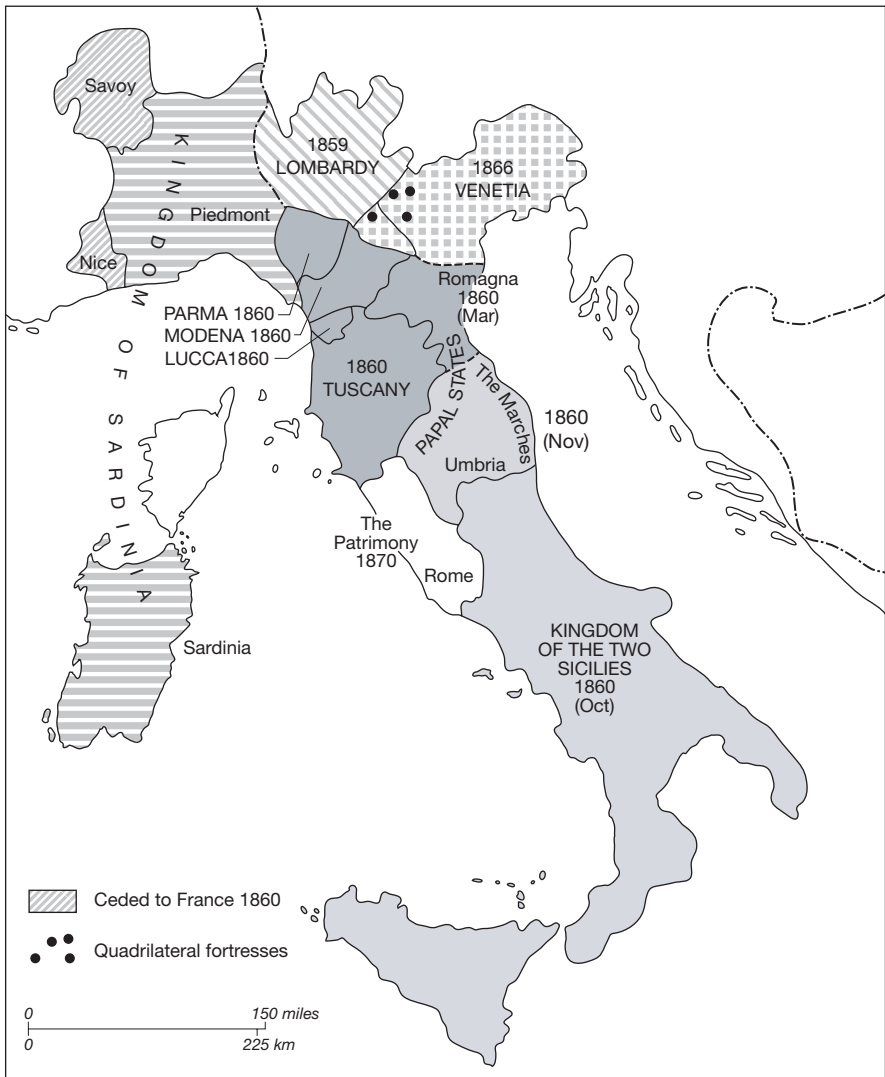 Savoy
KINGDOM OF SARDINIA
1859
LOMBARDY
1866
VENETIA
Piedmont
Nice
Romagna
1860
(Mar)
PARMA 1860
MODENA 1860
LUCCA1860
1860
TUSCANY
PAPAL STATES
The Marches
1860
(Nov)
Umbria
The
Patrimony
1870
Rome
Sardinia
KINGDOM
OF THE TWO
SICILIES
1860
(Oct)
Ceded to France 1860
Quadrilateral fortresses
0 150 miles
0 225 km